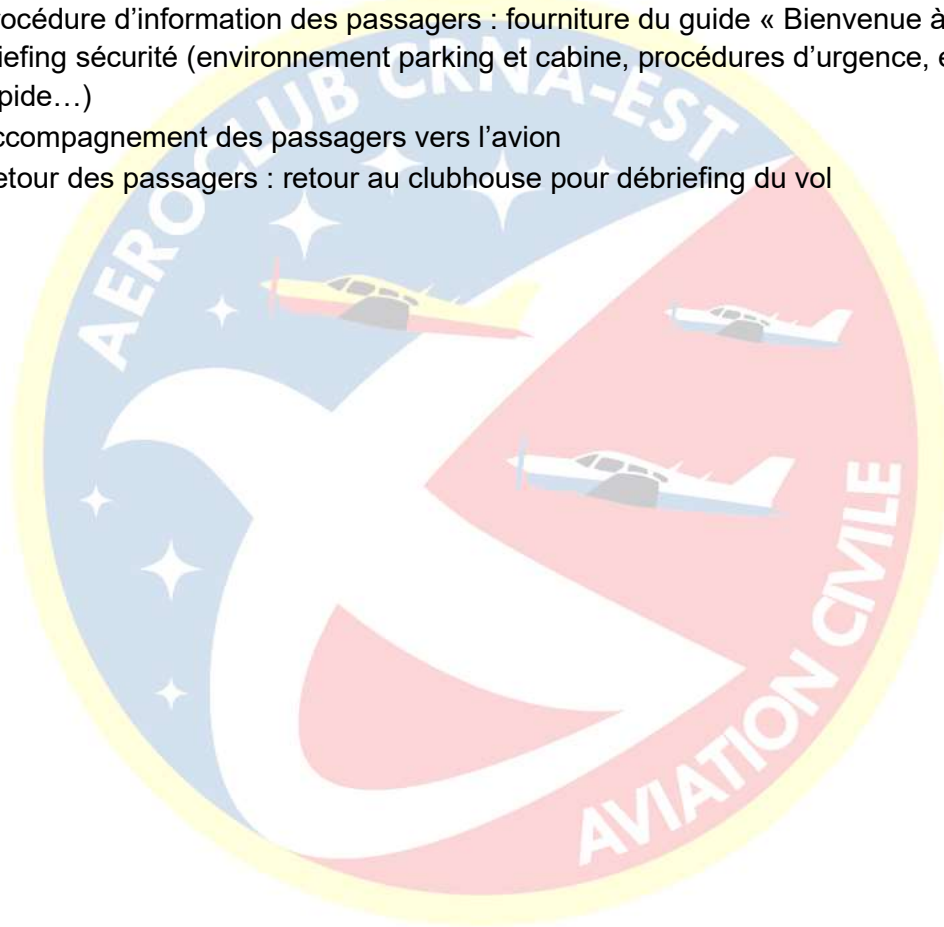 océdure d’information des passagers : fourniture du guide « Bienvenue à
iefing sécurité (environnement parking et cabine, procédures d’urgence, é
pide…)
ccompagnement des passagers vers l’avion
etour des passagers : retour au clubhouse pour débriefing du vol
AEROCLUB CRNA-EST
AVIATION CIVILE